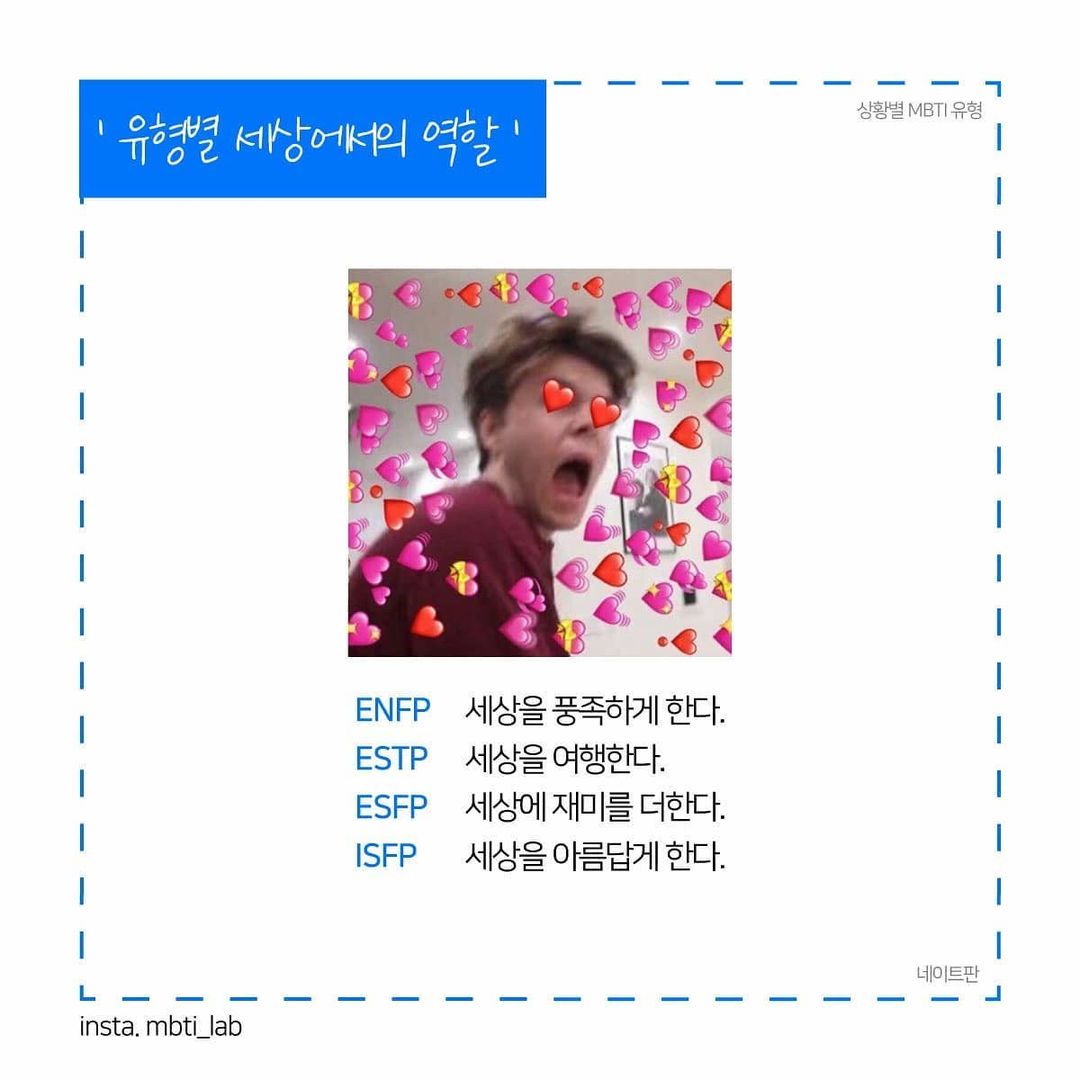 ' 유형별 세상에서의 역할 '
상황별 MBTI 유형
ENFP 세상을 풍족하게 한다.
ESTP 세상을 여행한다.
ESFP 세상에 재미를 더한다.
ISFP 세상을 아름답게 한다.
네이트판
insta. mbti_lab